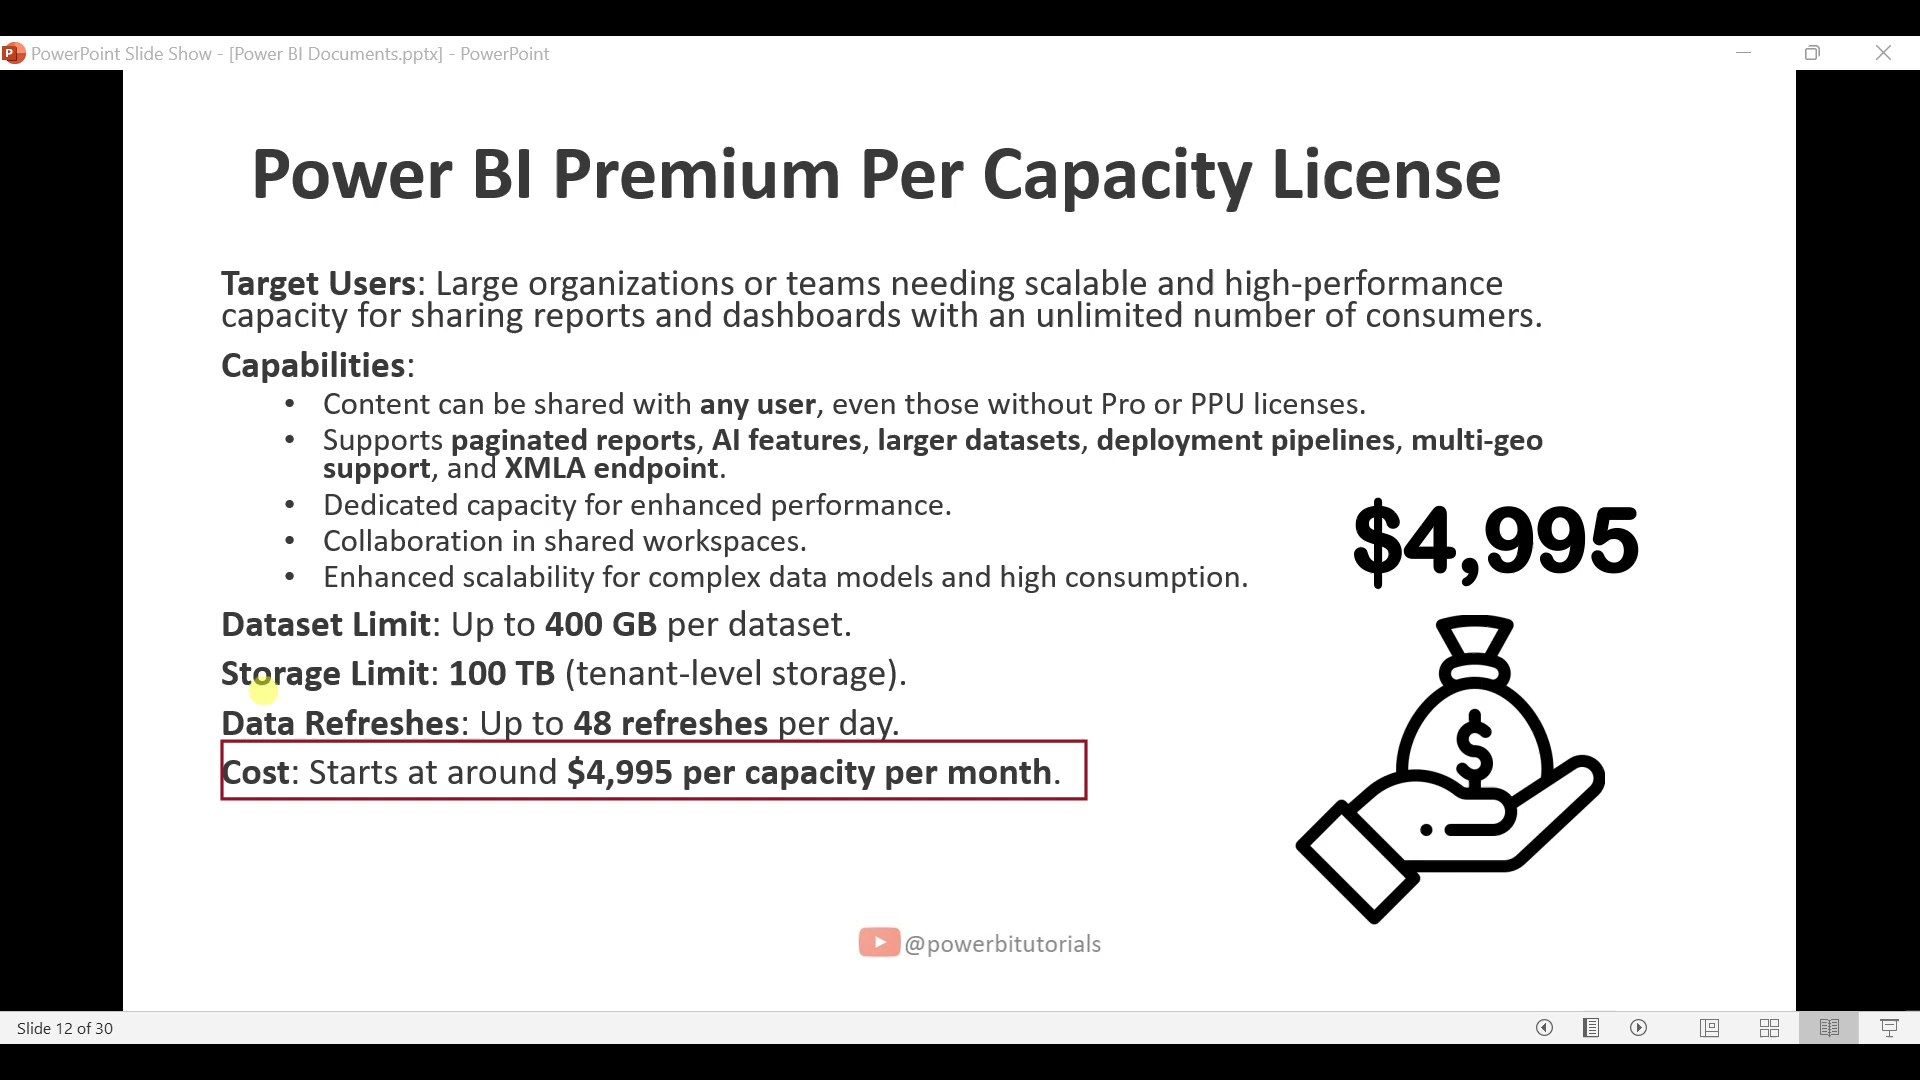 PowerPoint Slide Show - [Power BI Documents.pptx] - PowerPoint
Power BI Premium Per Capacity License
Target Users: Large organizations or teams needing scalable and high-performance
capacity for sharing reports and dashboards with an unlimited number of consumers.
Capabilities:
• Content can be shared with any user, even those without Pro or PPU licenses.
• Supports paginated reports, AI features, larger datasets, deployment pipelines, multi-geo
support, and XMLA endpoint.
• Dedicated capacity for enhanced performance.
• Collaboration in shared workspaces.
• Enhanced scalability for complex data models and high consumption.
$4,995
Dataset Limit: Up to 400 GB per dataset.
Storage Limit: 100 TB (tenant-level storage).
Data Refreshes: Up to 48 refreshes per day.
Cost: Starts at around $4,995 per capacity per month.
$
@powerbitutorials
Slide 12 of 30